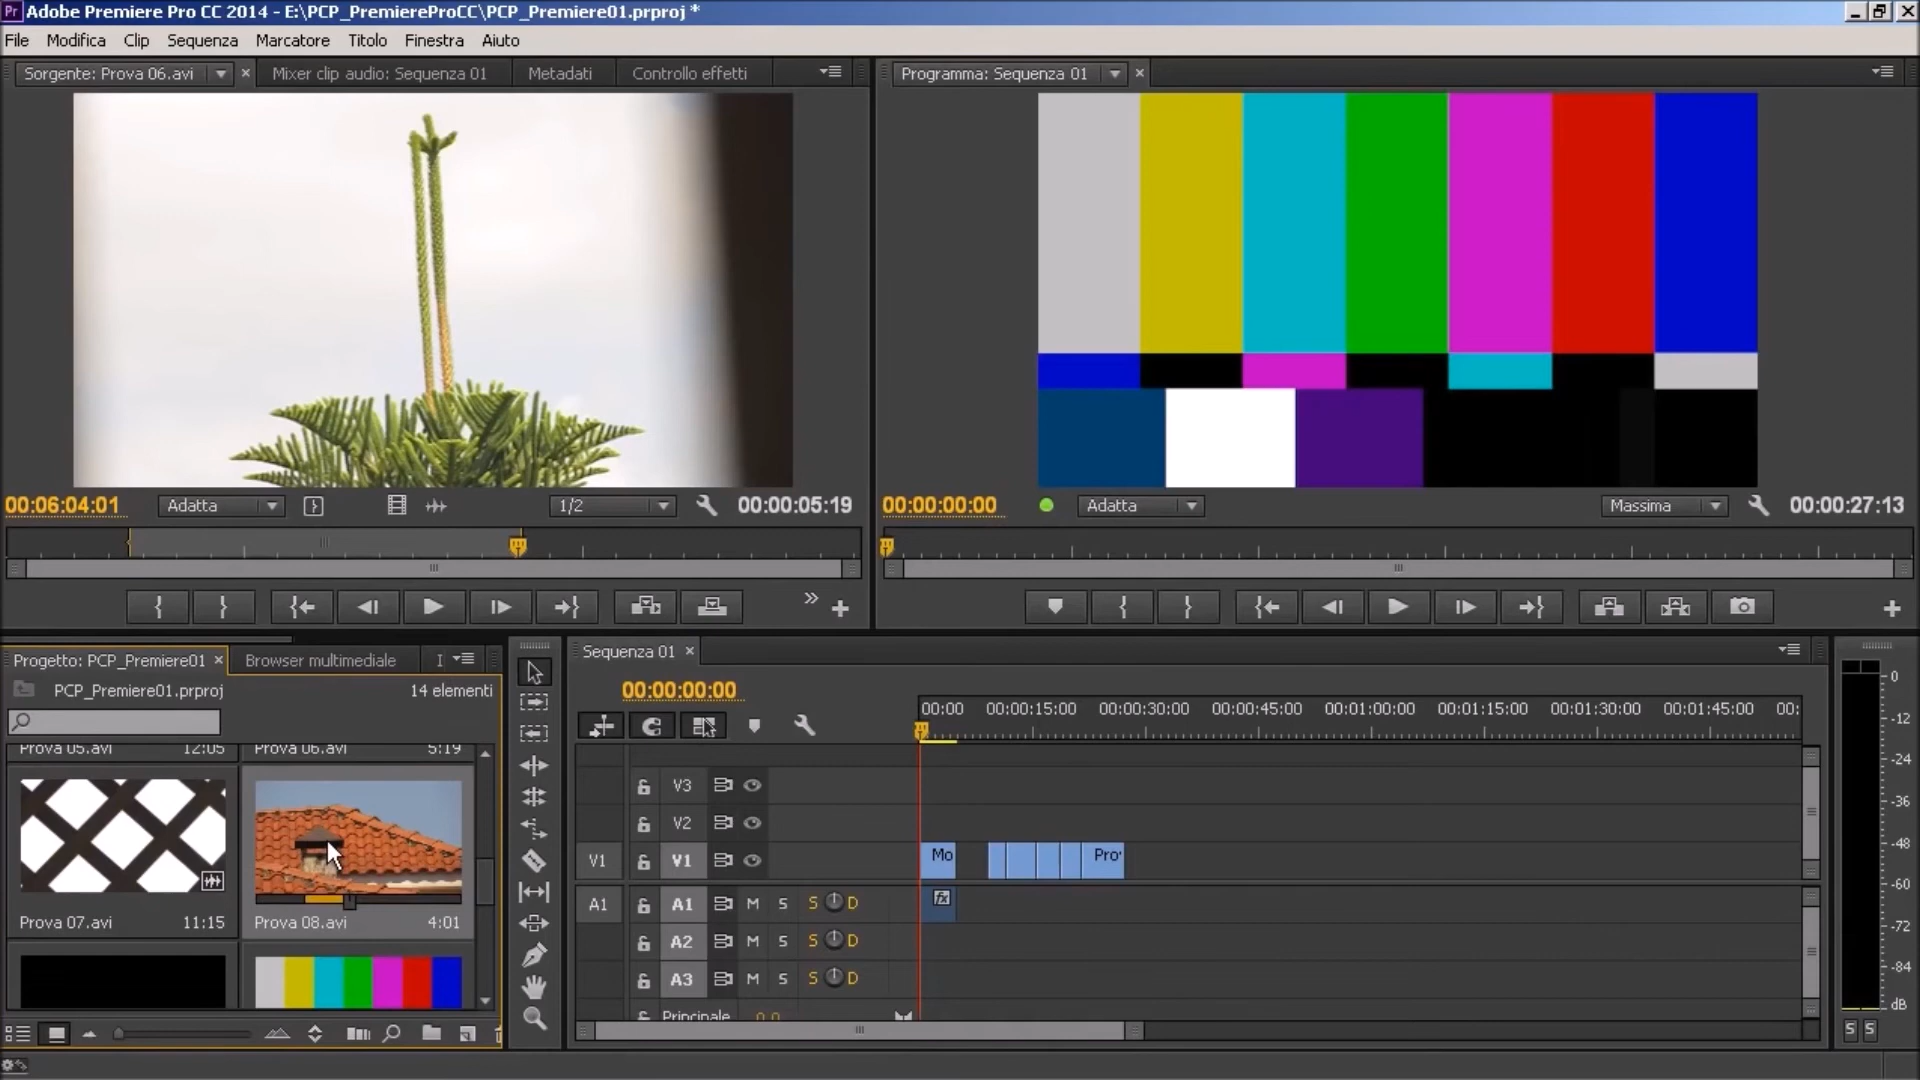 Adobe Premiere Pro CC 2014 - E:\PCP_PremiereProCC\PCP_Premiere01.prproj *
File Modifica Clip Sequenza Marcatore Titolo Finestra Aiuto
Sorgente: Prova 06.avi Mixer clip audio: Sequenza 01 Metadati Controllo effetti
Programma: Sequenza 01
00:06:04:01 Adatta 1/2 00:00:05:19
00:00:00:00 Adatta Massima 00:00:27:13
Progetto: PCP_Premiere01 Browser multimediale I
PCP_Premiere01.prproj 14 elementi
Prova 05.avi 12:05 Prova 06.avi 5:19
Prova 07.avi 11:15 Prova 08.avi 4:01
Sequenza 01
00:00:00:00
00:00 00:00:15:00 00:00:30:00 00:00:45:00 00:01:00:00 00:01:15:00 00:01:30:00 00:01:45:00 00:
V3
V2
V1 V1 Mo Pro
A1 A1 M S S D fx
A2 M S S D
A3 M S S D
Principale 0,0
0
-12
-24
-36
-48
-60
-72
-84
dB
S S